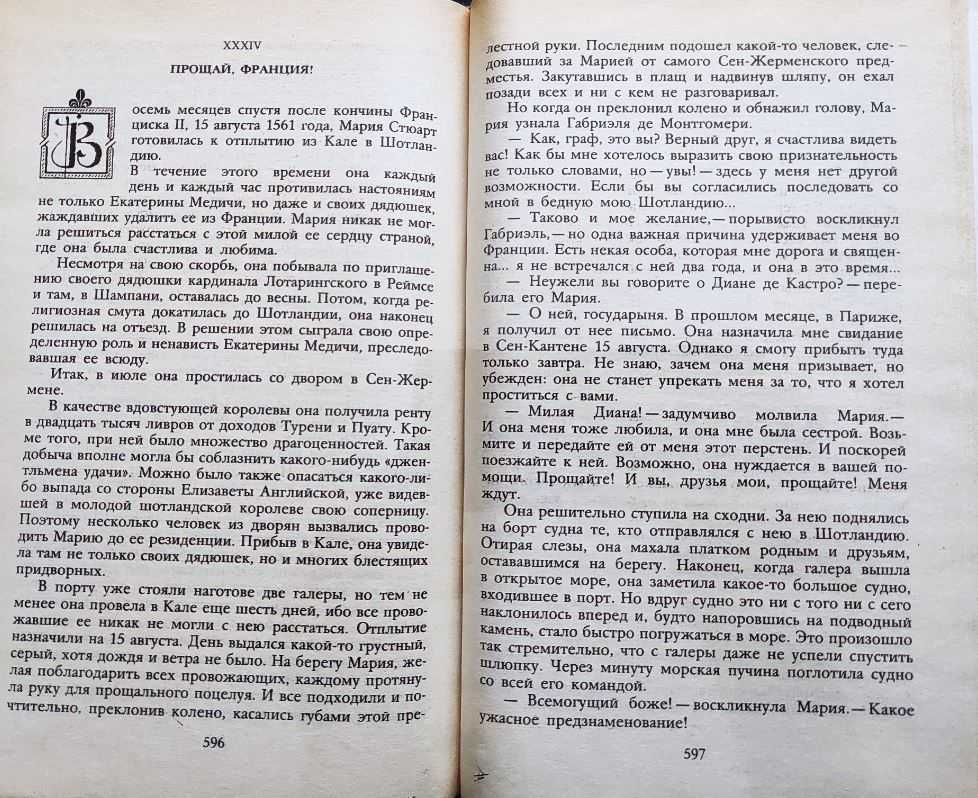 XXXIV
ПРОЩАЙ, ФРАНЦИЯ!
Восемь месяцев спустя после кончины Фран-
циска II, 15 августа 1561 года, Мария Стюарт
готовилась к отплытию из Кале в Шотлан-
дию.
В течение этого времени она каждый
день и каждый час противилась настояниям
не только Екатерины Медичи, но даже и своих дядюшек,
жаждавших удалить ее из Франции. Мария никак не мог-
ла решиться расстаться с этой милой ее сердцу страной,
где она была счастлива и любима.
Несмотря на свою скорбь, она побывала по приглаше-
нию своего дядюшки кардинала Лотарингского в Реймсе
и там, в Шампани, оставалась до весны. Потом, когда ре-
лигиозная смута докатилась до Шотландии, она наконец
решилась на отъезд. В решении этом сыграла свою опре-
деленную роль и ненависть Екатерины Медичи, преследо-
вавшая ее всюду.
Итак, в июле она простилась со двором в Сен-Жер-
мене.
В качестве вдовствующей королевы она получила ренту
в двадцать тысяч ливров от доходов Турени и Пуату. Кро-
ме того, при ней было множество драгоценностей. Такая
добыча вполне могла бы соблазнить какого-нибудь «джен-
тльмена удачи». Можно было также опасаться какого-ли-
бо выпада со стороны Елизаветы Английской, уже видев-
шей в молодой шотландской королеве свою соперницу.
Поэтому несколько человек из дворян вызвались прово-
дить Марию до ее резиденции. Прибыв в Кале, она увиде-
ла там не только своих дядюшек, но и многих блестящих
придворных.
В порту уже стояли наготове две галеры, но тем не
менее она провела в Кале еще шесть дней, ибо все прово-
жавшие ее никак не могли с нею расстаться. Отплытие
назначили на 15 августа. День выдался какой-то грустный,
серый, хотя дождя и ветра не было. На берегу Мария, же-
лая поблагодарить всех провожающих, каждому протяну-
ла руку для прощального поцелуя. И все подходили и по-
чтительно, преклонив колено, касались губами этой пре-
596
лестной руки. Последним подошел какой-то человек, сле-
довавший за Марией от самого Сен-Жерменского пред-
местья. Закутавшись в плащ и надвинув шляпу, он ехал
позади всех и ни с кем не разговаривал.
Но когда он преклонил колено и обнажил голову, Ма-
рия узнала Габриэля де Монтгомери.
— Как, граф, это вы? Верный друг, я счастлива видеть
вас! Как бы мне хотелось выразить свою признательность
не только словами, но — увы! — здесь у меня нет другой
возможности. Если бы вы согласились последовать со
мной в бедную мою Шотландию...
— Таково и мое желание,— порывисто воскликнул
Габриэль,— но одна важная причина удерживает меня во
Франции. Есть некая особа, которая мне дорога и священ-
на... я не встречался с ней два года, и она в это время...
— Неужели вы говорите о Диане де Кастро? — пере-
била его Мария.
— О ней, государыня. В прошлом месяце, в Париже,
я получил от нее письмо. Она назначила мне свидание
в Сен-Кантене 15 августа. Однако я смогу прибыть туда
только завтра. Не знаю, зачем она меня призывает, но
убежден: она не станет упрекать меня за то, что я хотел
проститься с вами.
— Милая Диана! — задумчиво молвила Мария.—
И она меня тоже любила, и она мне была сестрой. Возь-
мите и передайте ей от меня этот перстень. И поскорей
поезжайте к ней. Возможно, она нуждается в вашей по-
мощи. Прощайте! И вы, друзья мои, прощайте! Меня
ждут.
Она решительно ступила на сходни. За нею поднялись
на борт судна те, кто отправлялся с нею в Шотландию.
Отирая слезы, она махала платком родным и друзьям,
остававшимся на берегу. Наконец, когда галера вышла
в открытое море, она заметила какое-то большое судно,
входившее в порт. Но вдруг судно это ни с того ни с сего
наклонилось вперед и, будто напоровшись на подводный
камень, стало быстро погружаться в море. Это произошло
так стремительно, что с галеры даже не успели спустить
шлюпку. Через минуту морская пучина поглотила судно
со всей его командой.
— Всемогущий боже! — воскликнула Мария.— Какое
ужасное предзнаменование!
597